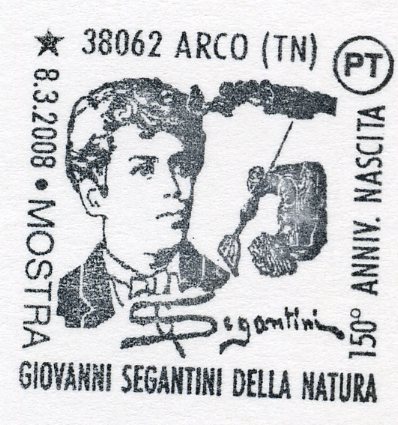 ★ 38062 ARCO (TN)
PT
8.3.2008 • MOSTRA
150° ANNIV. NASCITA
Segantini
GIOVANNI SEGANTINI DELLA NATURA